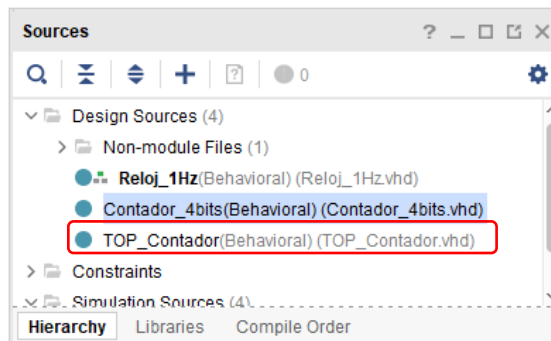 Sources
? _
0
Design Sources (4)
Non-module Files (1)
Reloj_1Hz(Behavioral) (Reloj_1Hz.vhd)
Contador_4bits(Behavioral) (Contador_4bits.vhd)
TOP_Contador(Behavioral) (TOP_Contador.vhd)
Constraints
Simulation Sources (4)
Hierarchy Libraries Compile Order